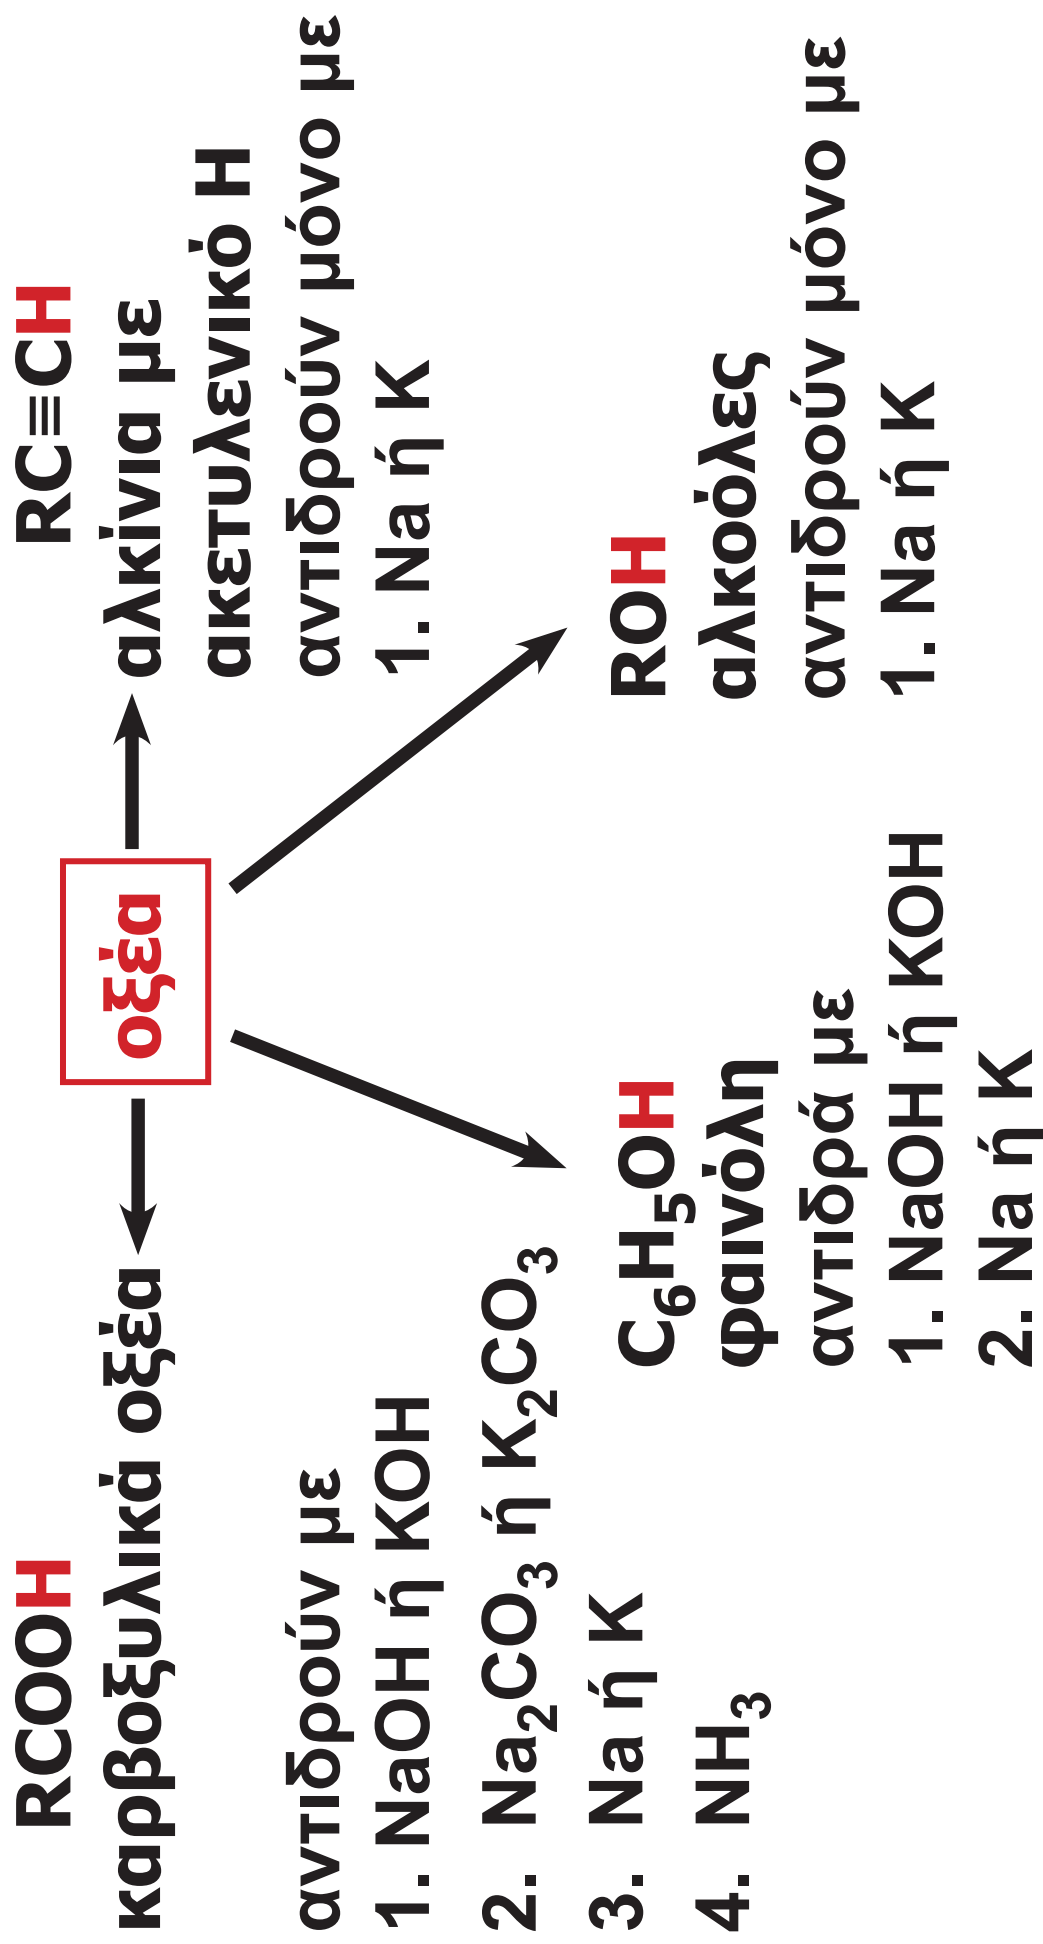 οξέα
RCOOH
καρβοξυλικά οξέα
αντιδρούν με
1. NaOH ή KOH
2. Na₂CO₃ ή K₂CO₃
3. Na ή K
4. NH₃
C₆H₅OH
φαινόλη
αντιδρά με
1. NaOH ή KOH
2. Na ή K
ROH
αλκοόλες
αντιδρούν μόνο με
1. Na ή K
RC≡CH
αλκίνια με
ακετυλενικό H
αντιδρούν μόνο με
1. Na ή K